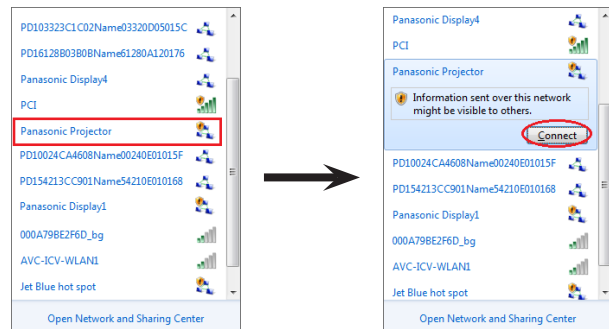 PD103323C1C02Name03320D05015C
PD16128B03B0BName61280A120176
Panasonic Display4
PCI
Panasonic Projector
PD10024CA4608Name00240E01015F
PD154213CC901Name54210E010168
Panasonic Display1
000A79BE2F6D_bg
AVC-ICV-WLAN1
Jet Blue hot spot
Open Network and Sharing Center
Panasonic Display4
PCI
Panasonic Projector
Information sent over this network
might be visible to others.
Connect
PD10024CA4608Name00240E01015F
PD154213CC901Name54210E010168
Panasonic Display1
000A79BE2F6D_bg
AVC-ICV-WLAN1
Jet Blue hot spot
Open Network and Sharing Center